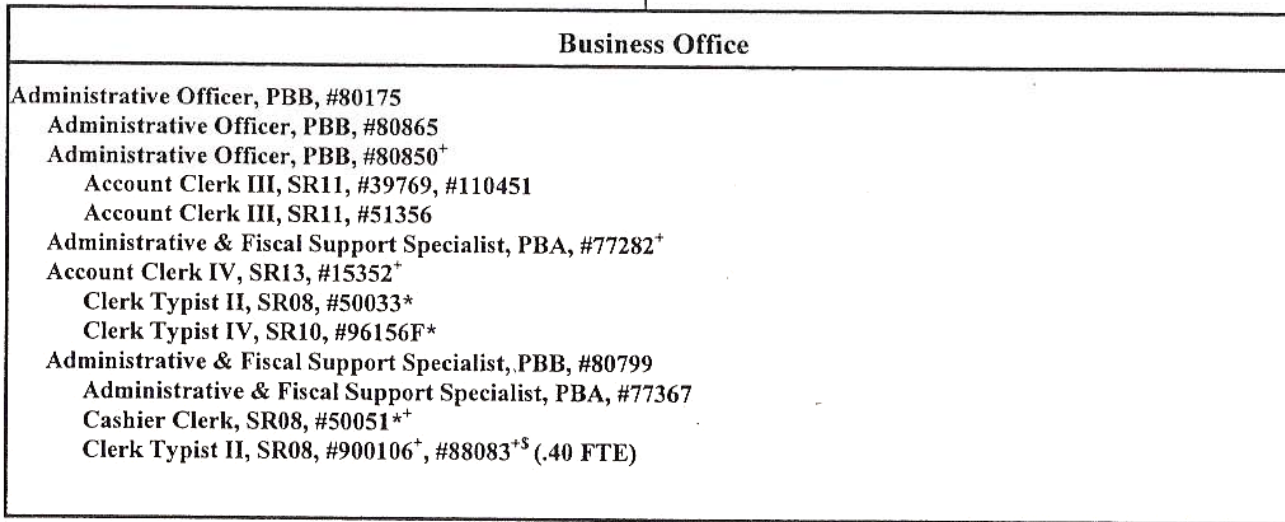 Business Office
Administrative Officer, PBB, #80175
Administrative Officer, PBB, #80865
Administrative Officer, PBB, #80850⁺
Account Clerk III, SR11, #39769, #110451
Account Clerk III, SR11, #51356
Administrative & Fiscal Support Specialist, PBA, #77282⁺
Account Clerk IV, SR13, #15352⁺
Clerk Typist II, SR08, #50033*
Clerk Typist IV, SR10, #96156F*
Administrative & Fiscal Support Specialist, PBB, #80799
Administrative & Fiscal Support Specialist, PBA, #77367
Cashier Clerk, SR08, #50051*⁺
Clerk Typist II, SR08, #900106⁺, #88083⁺$ (.40 FTE)